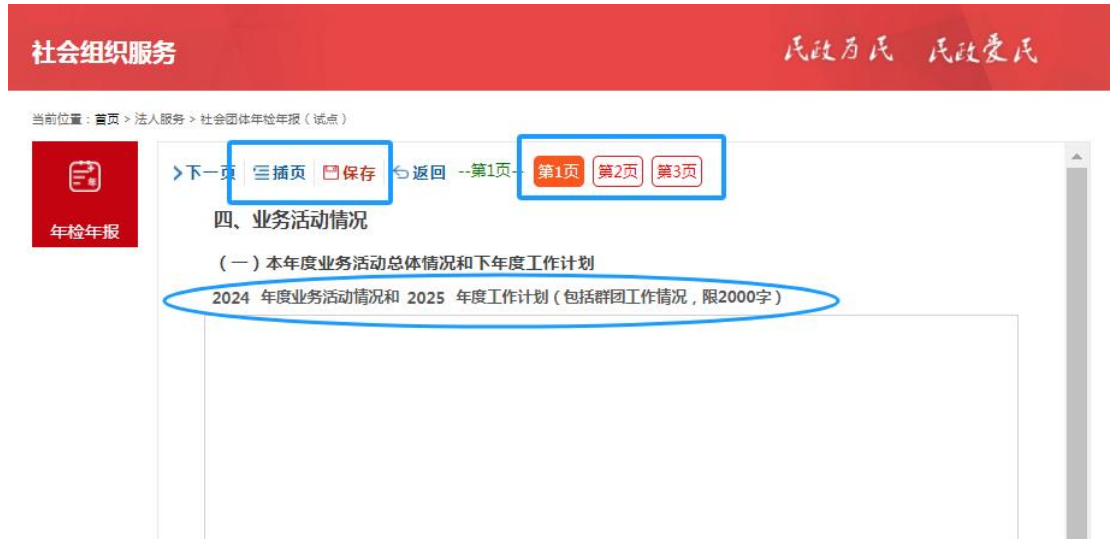 社会组织服务
民政为民 民政爱民
当前位置：首页 > 法人服务 > 社会团体年检年报（试点）
下一页 插页 保存 返回 --第1页-- 第1页 第2页 第3页
年检年报
四、业务活动情况
（一）本年度业务活动总体情况和下年度工作计划
2024 年度业务活动情况和 2025 年度工作计划（包括群团工作情况，限2000字）